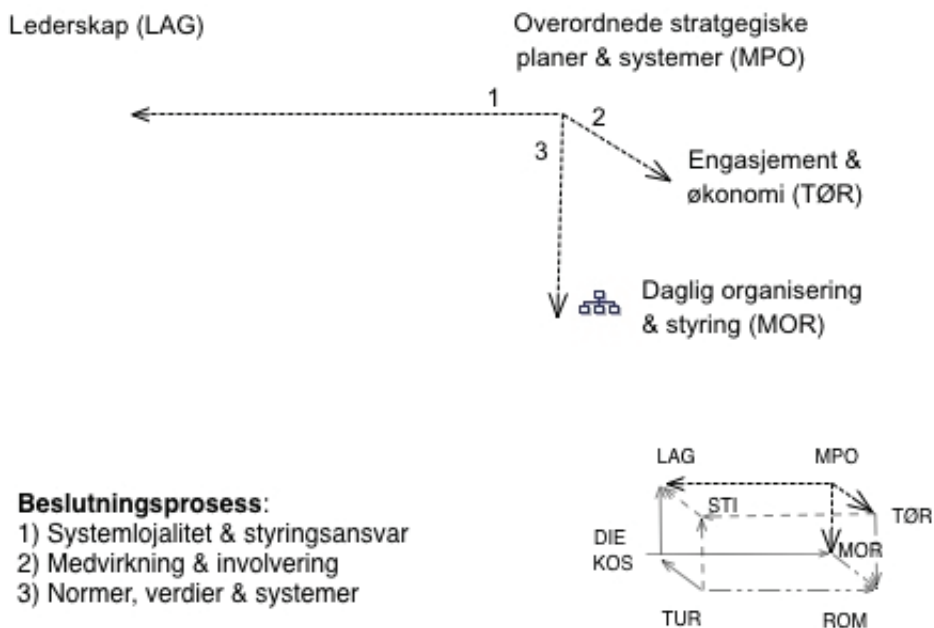 Lederskap (LAG)
Overordnede stratgegiske
planer & systemer (MPO)
1
2
3
Engasjement &
økonomi (TØR)
Daglig organisering
& styring (MOR)
Beslutningsprosess:
1) Systemlojalitet & styringsansvar
2) Medvirkning & involvering
3) Normer, verdier & systemer
LAG
MPO
STI
TØR
DIE
KOS
MOR
TUR
ROM